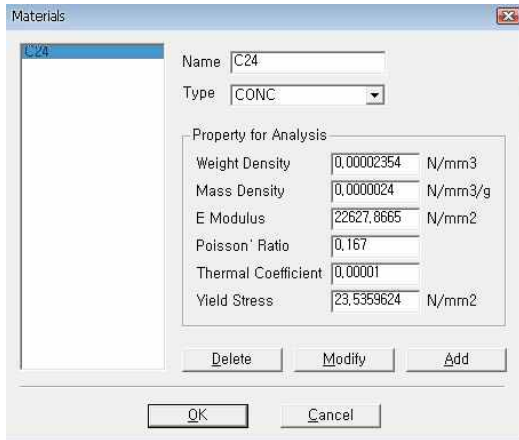 Materials
C24
Name C24
Type CONC
Property for Analysis
Weight Density 0,00002354 N/mm3
Mass Density 0,0000024 N/mm3/g
E Modulus 22627,8665 N/mm2
Poisson' Ratio 0,167
Thermal Coefficient 0,00001
Yield Stress 23,5359624 N/mm2
Delete Modify Add
OK Cancel